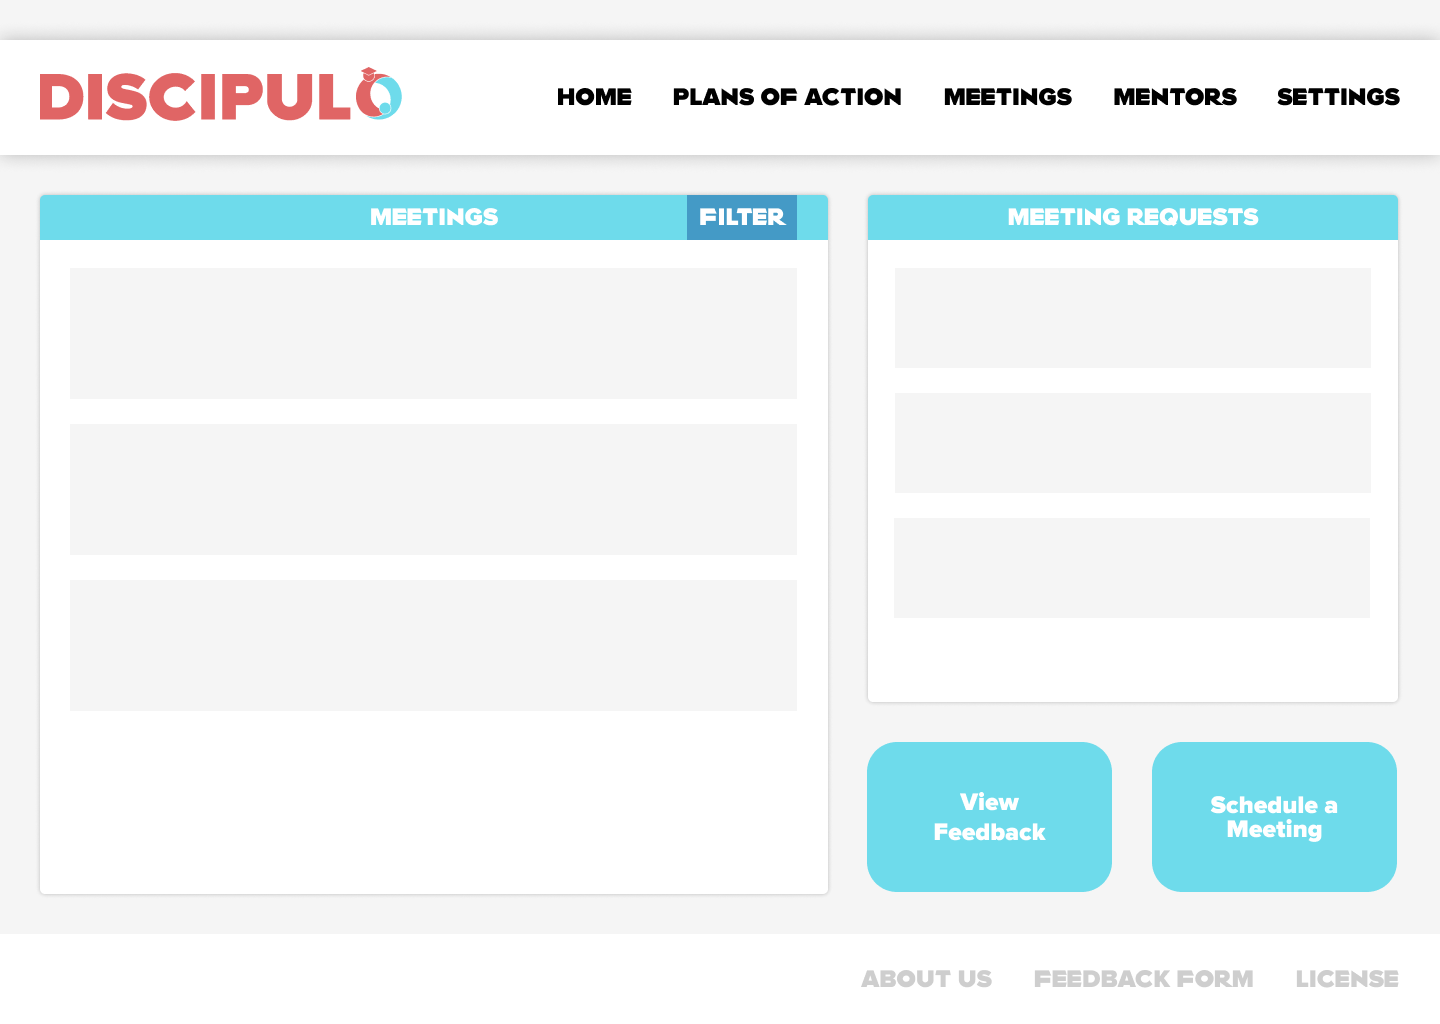 DISCIPULO
HOME PLANS OF ACTION MEETINGS MENTORS SETTINGS
MEETINGS FILTER
MEETING REQUESTS
View
Feedback
Schedule a
Meeting
ABOUT US FEEDBACK FORM LICENSE